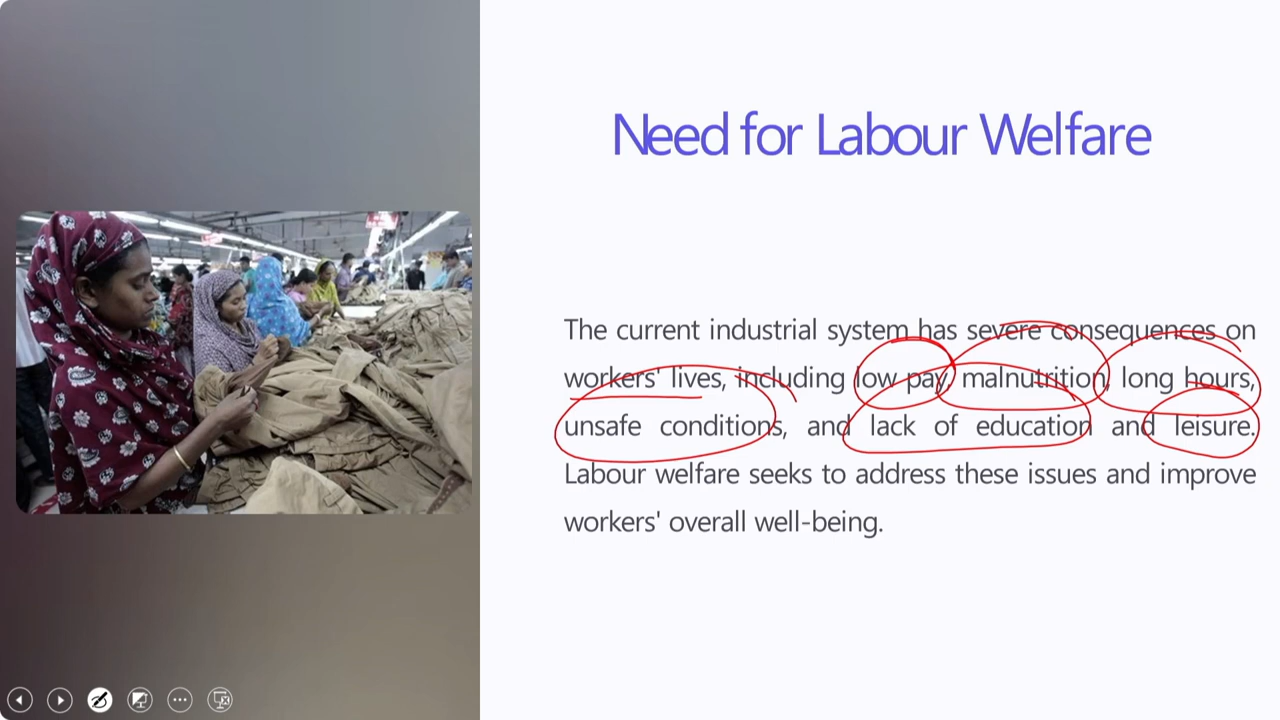 Need for Labour Welfare
The current industrial system has severe consequences on
workers' lives, including low pay, malnutrition, long hours,
unsafe conditions, and lack of education and leisure.
Labour welfare seeks to address these issues and improve
workers' overall well-being.